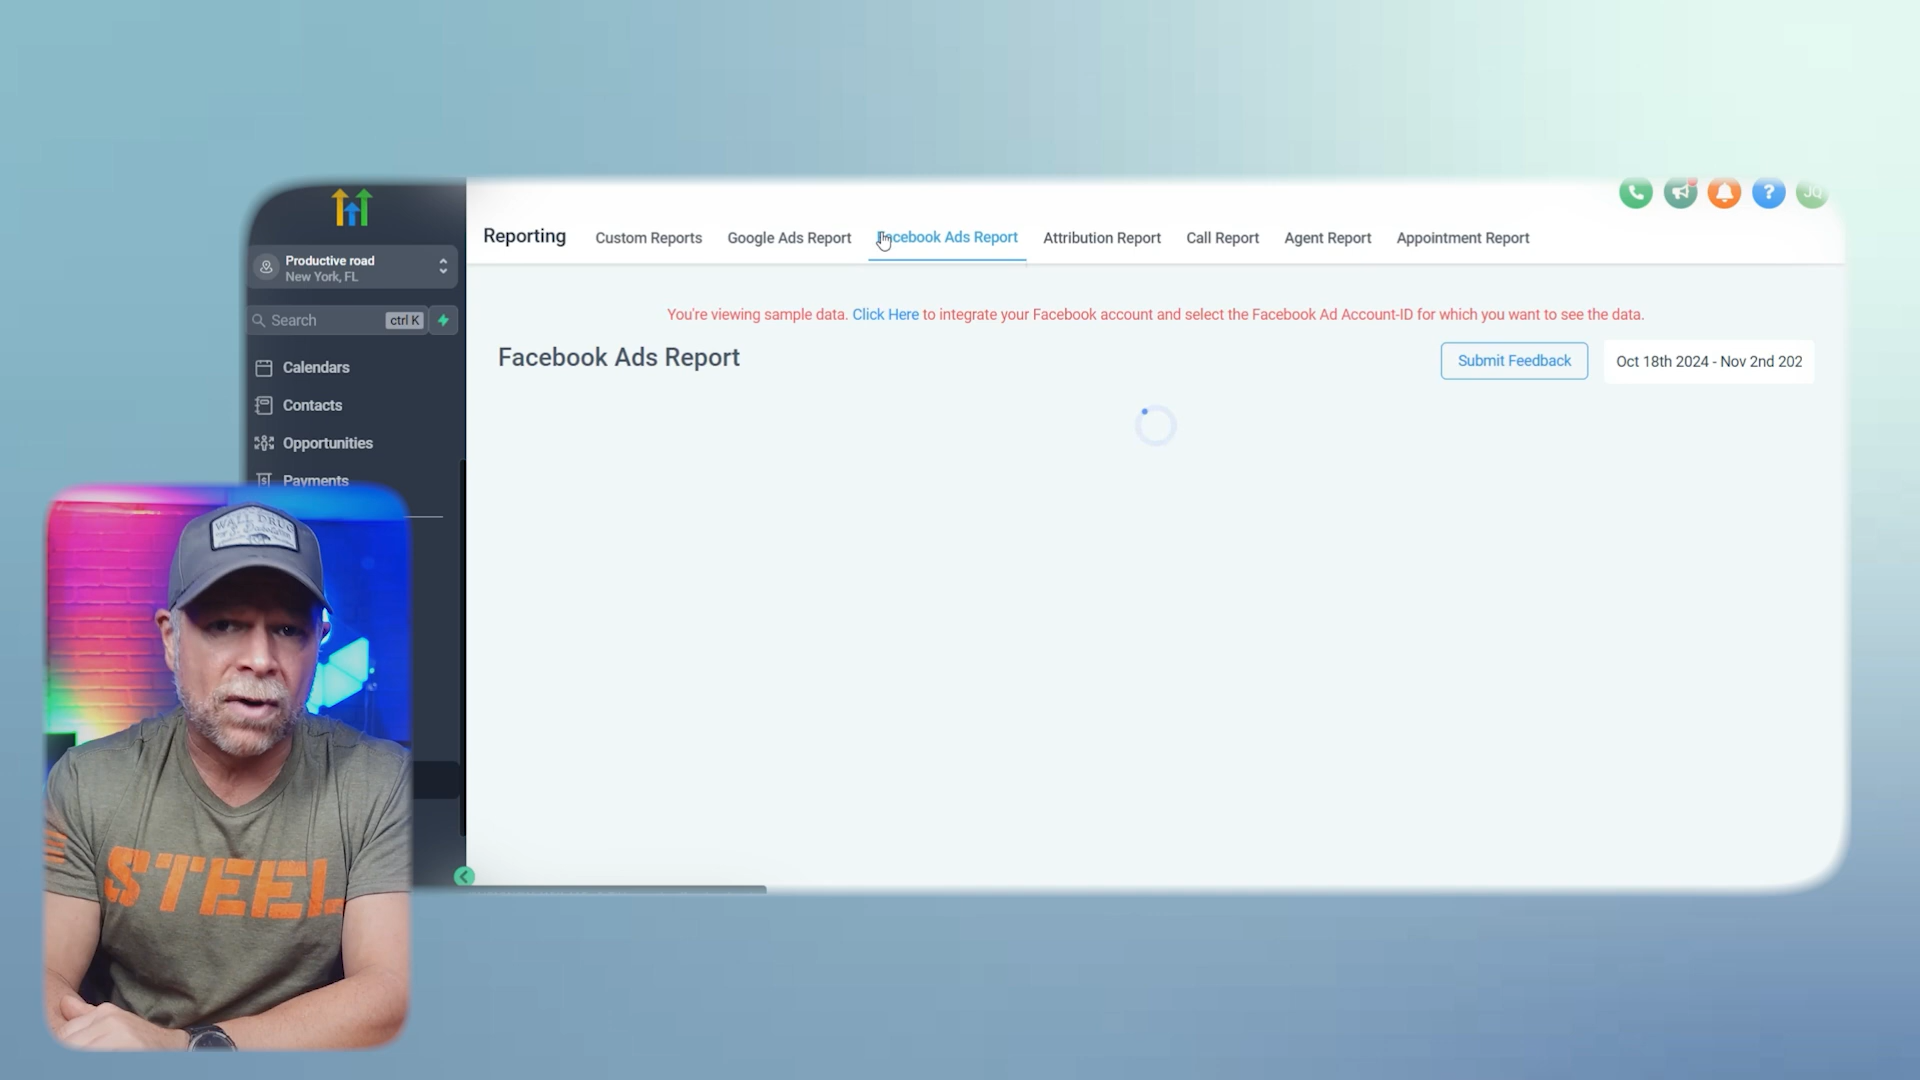 Reporting
Custom Reports
Google Ads Report
Facebook Ads Report
Attribution Report
Call Report
Agent Report
Appointment Report
JQ
Productive road
New York, FL
Search
ctrl K
Calendars
Contacts
Opportunities
Payments
You're viewing sample data. Click Here to integrate your Facebook account and select the Facebook Ad Account-ID for which you want to see the data.
Facebook Ads Report
Submit Feedback
Oct 18th 2024 - Nov 2nd 202
WALL DRUG
STEEL